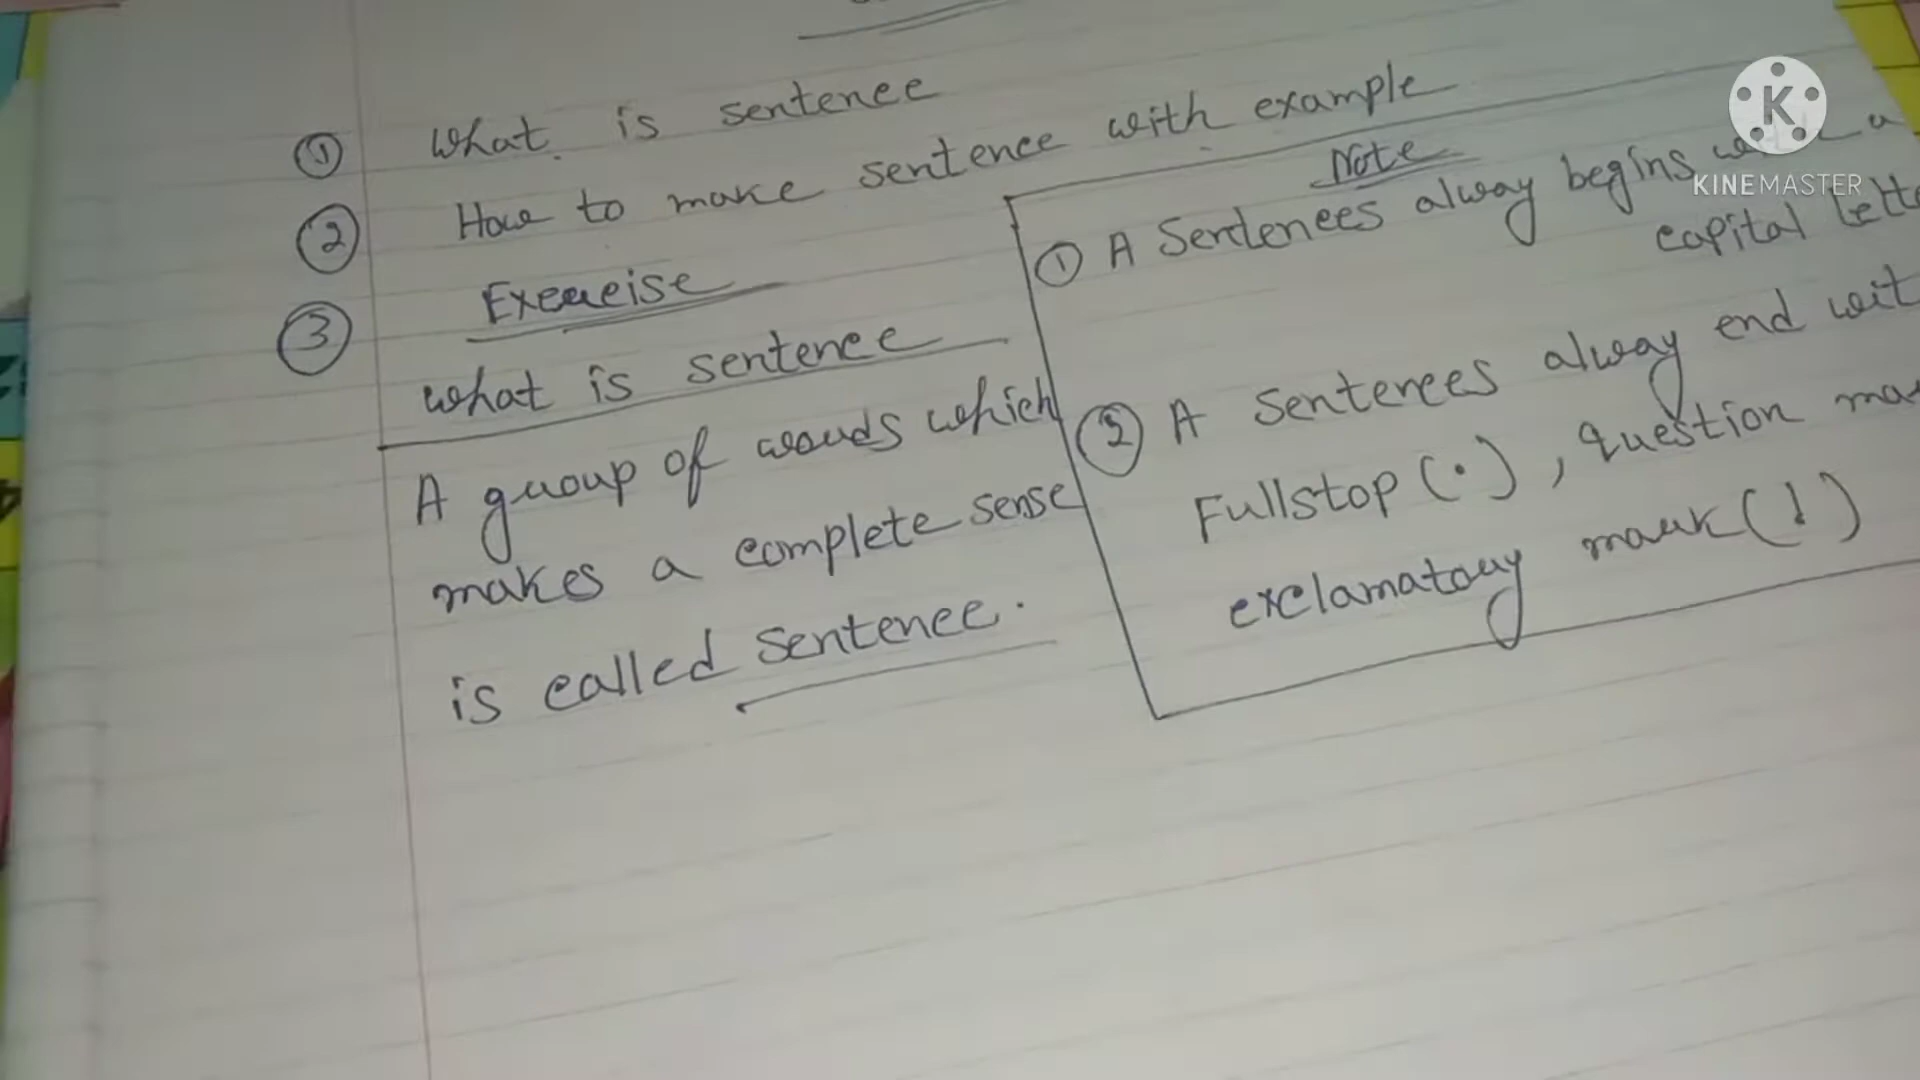 ① What is sentence
② How to make sentence with example
③ Exercise
what is sentence
A group of words which
makes a complete sense
is called sentence.
Note
① A Sentences alway begins a
capital
② A sentences alway end
Fullstop (.), question
exclamatory mark (!)
KINEMASTER